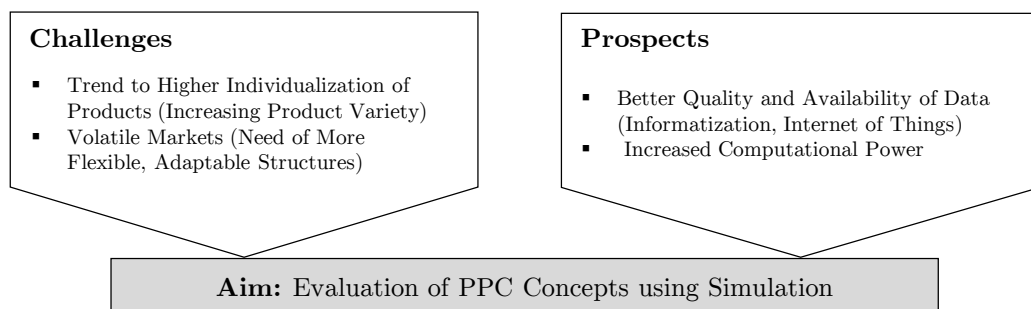 Challenges
▪ Trend to Higher Individualization of
Products (Increasing Product Variety)
▪ Volatile Markets (Need of More
Flexible, Adaptable Structures)
Prospects
▪ Better Quality and Availability of Data
(Informatization, Internet of Things)
▪ Increased Computational Power
Aim: Evaluation of PPC Concepts using Simulation